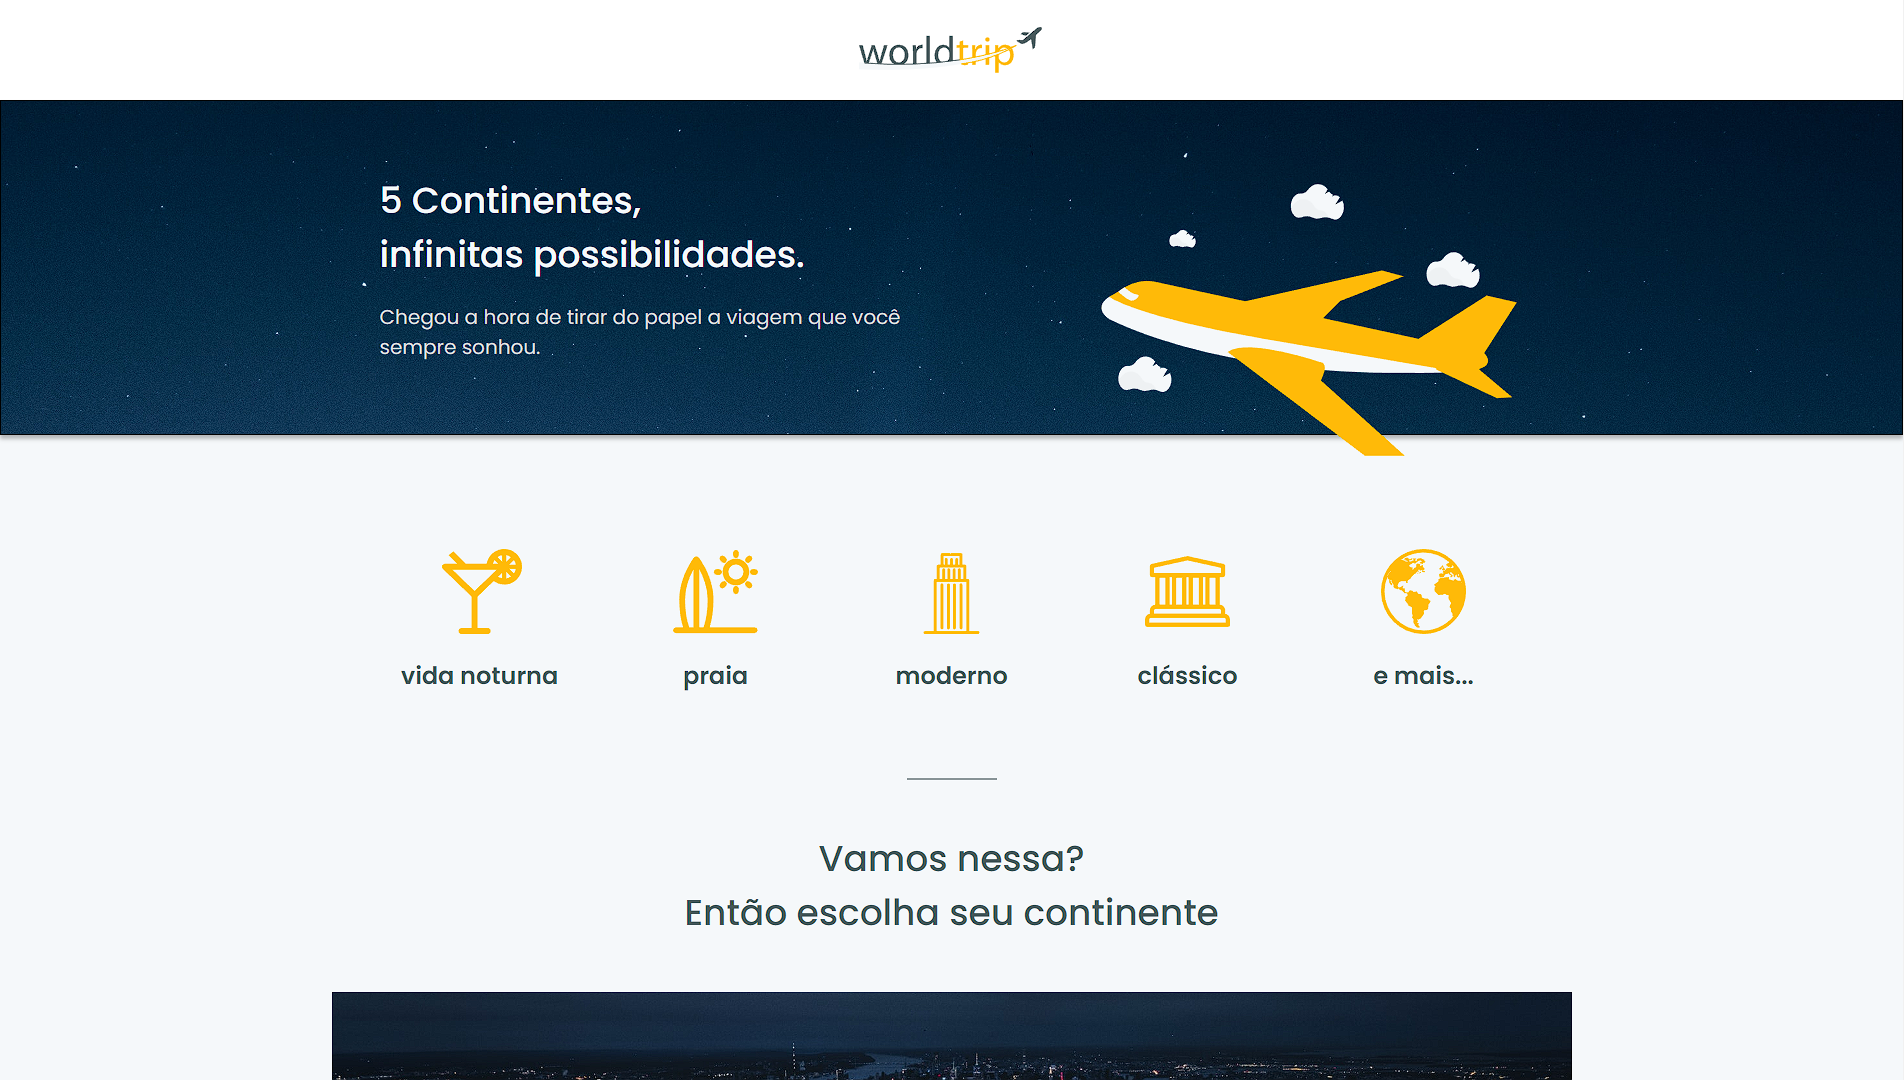 worldtrip
5 Continentes,
infinitas possibilidades.
Chegou a hora de tirar do papel a viagem que você
sempre sonhou.
vida noturna
praia
moderno
clássico
e mais...
Vamos nessa?
Então escolha seu continente